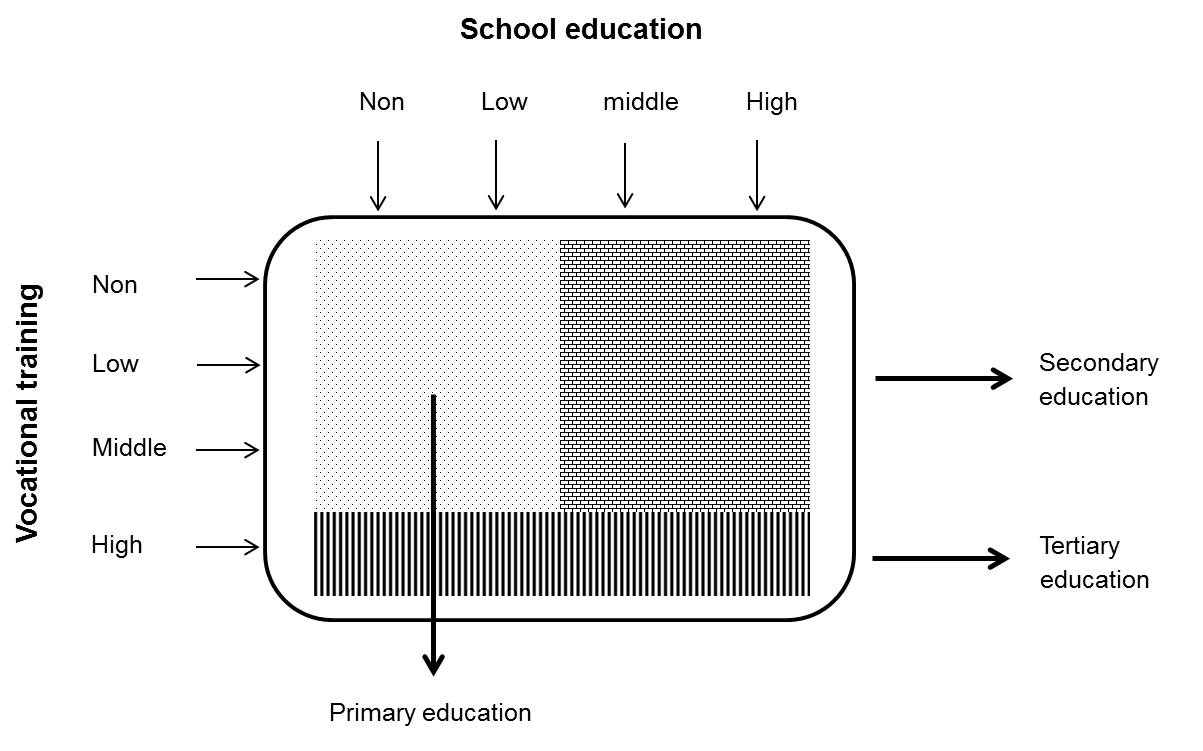 School education
Non Low middle High
Vocational training
Non
Low
Middle
High
Secondary
education
Tertiary
education
Primary education